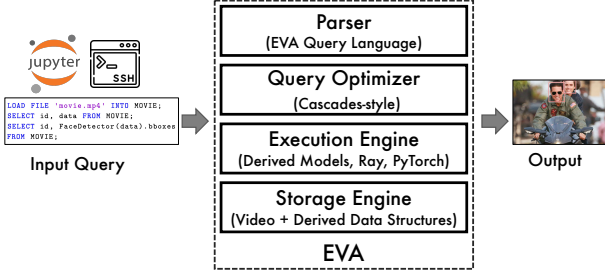 jupyter
SSH
LOAD FILE 'movie.mp4' INTO MOVIE;
SELECT id, data FROM MOVIE;
SELECT id, FaceDetector(data).bboxes
FROM MOVIE;
Input Query
Parser
(EVA Query Language)
Query Optimizer
(Cascades-style)
Execution Engine
(Derived Models, Ray, PyTorch)
Storage Engine
(Video + Derived Data Structures)
EVA
Output